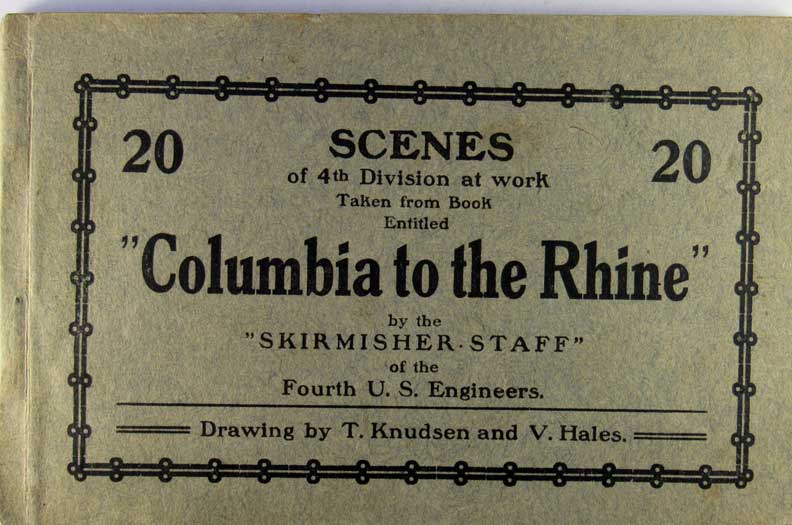 20 SCENES 20
of 4th Division at work
Taken from Book
Entitled
"Columbia to the Rhine"
by the
"SKIRMISHER·STAFF"
of the
Fourth U. S. Engineers.
Drawing by T. Knudsen and V. Hales.